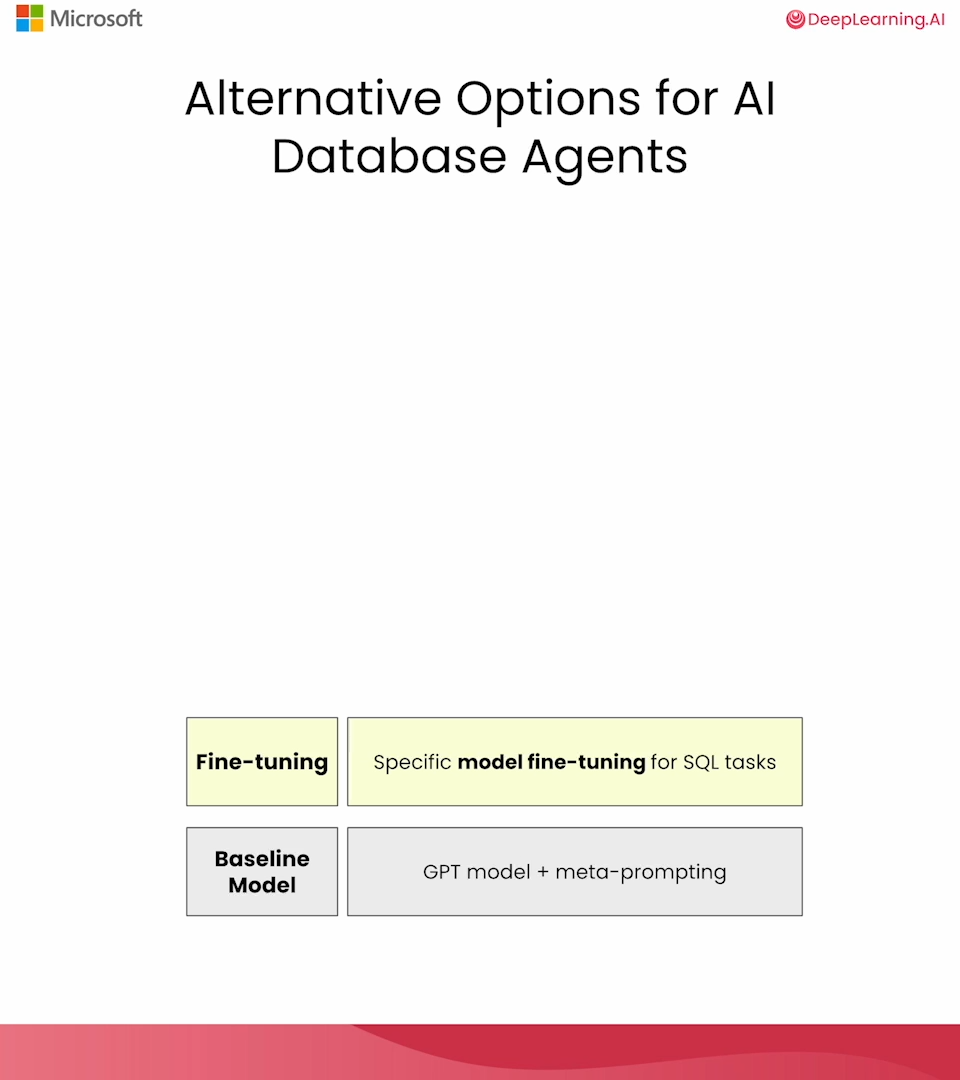 Microsoft
DeepLearning.AI
Alternative Options for AI
Database Agents
Fine-tuning
Specific model fine-tuning for SQL tasks
Baseline
Model
GPT model + meta-prompting